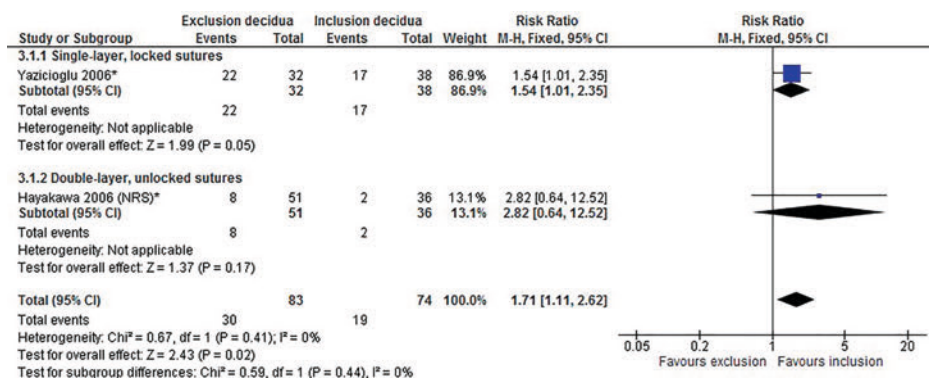 Exclusion decidua Inclusion decidua Risk Ratio Risk Ratio
Study or Subgroup Events Total Events Total Weight M-H, Fixed, 95% CI M-H, Fixed, 95% CI
3.1.1 Single-layer, locked sutures
Yazicioglu 2006* 22 32 17 38 86.9% 1.54 [1.01, 2.35]
Subtotal (95% CI) 32 38 86.9% 1.54 [1.01, 2.35]
Total events 22 17
Heterogeneity: Not applicable
Test for overall effect: Z = 1.99 (P = 0.05)
3.1.2 Double-layer, unlocked sutures
Hayakawa 2006 (NRS)* 8 51 2 36 13.1% 2.82 [0.64, 12.52]
Subtotal (95% CI) 51 36 13.1% 2.82 [0.64, 12.52]
Total events 8 2
Heterogeneity: Not applicable
Test for overall effect: Z = 1.37 (P = 0.17)
Total (95% CI) 83 74 100.0% 1.71 [1.11, 2.62]
Total events 30 19
Heterogeneity: Chi² = 0.67, df = 1 (P = 0.41); I² = 0%
Test for overall effect: Z = 2.43 (P = 0.02)
Test for subgroup differences: Chi² = 0.59, df = 1 (P = 0.44), I² = 0%
0.05 0.2 1 5 20
Favours exclusion Favours inclusion